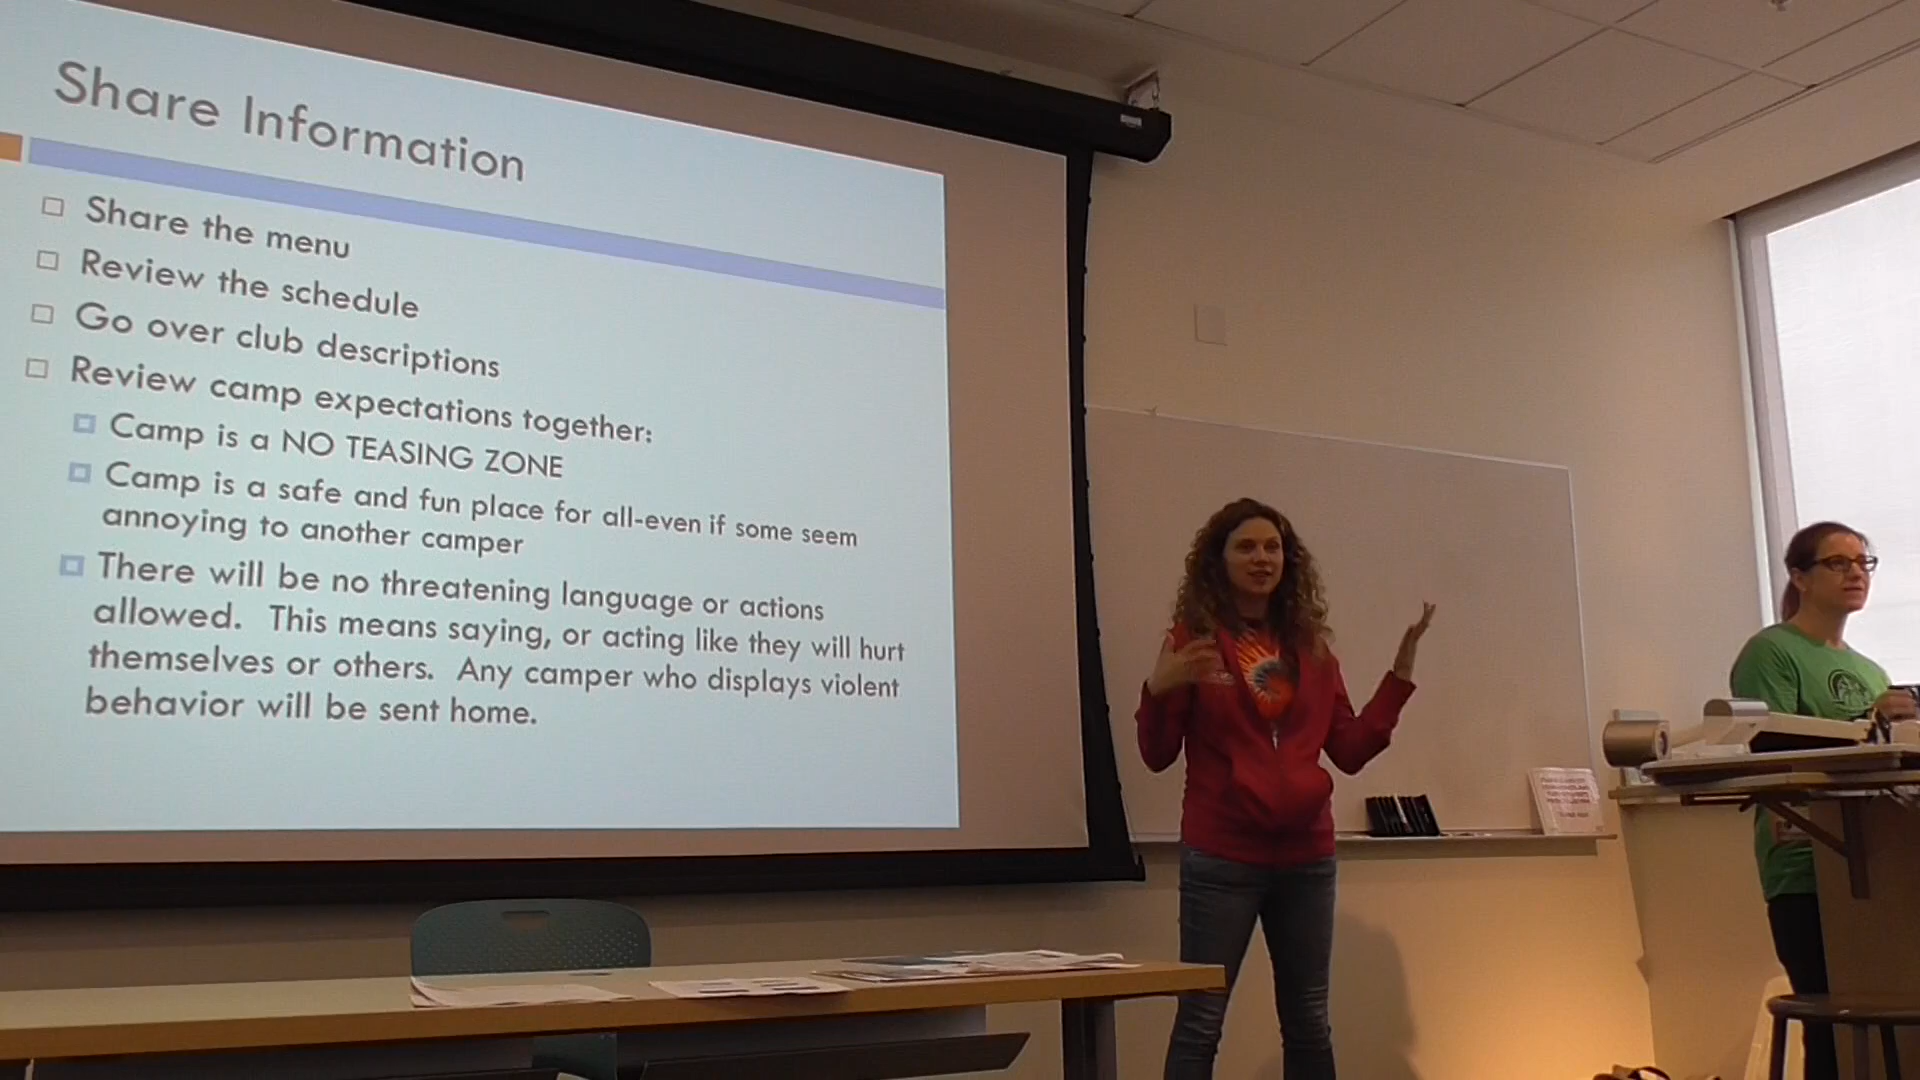 Share Information
Share the menu
Review the schedule
Go over club descriptions
Review camp expectations together:
Camp is a NO TEASING ZONE
Camp is a safe and fun place for all-even if some seem
annoying to another camper
There will be no threatening language or actions
allowed. This means saying, or acting like they will hurt
themselves or others. Any camper who displays violent
behavior will be sent home.